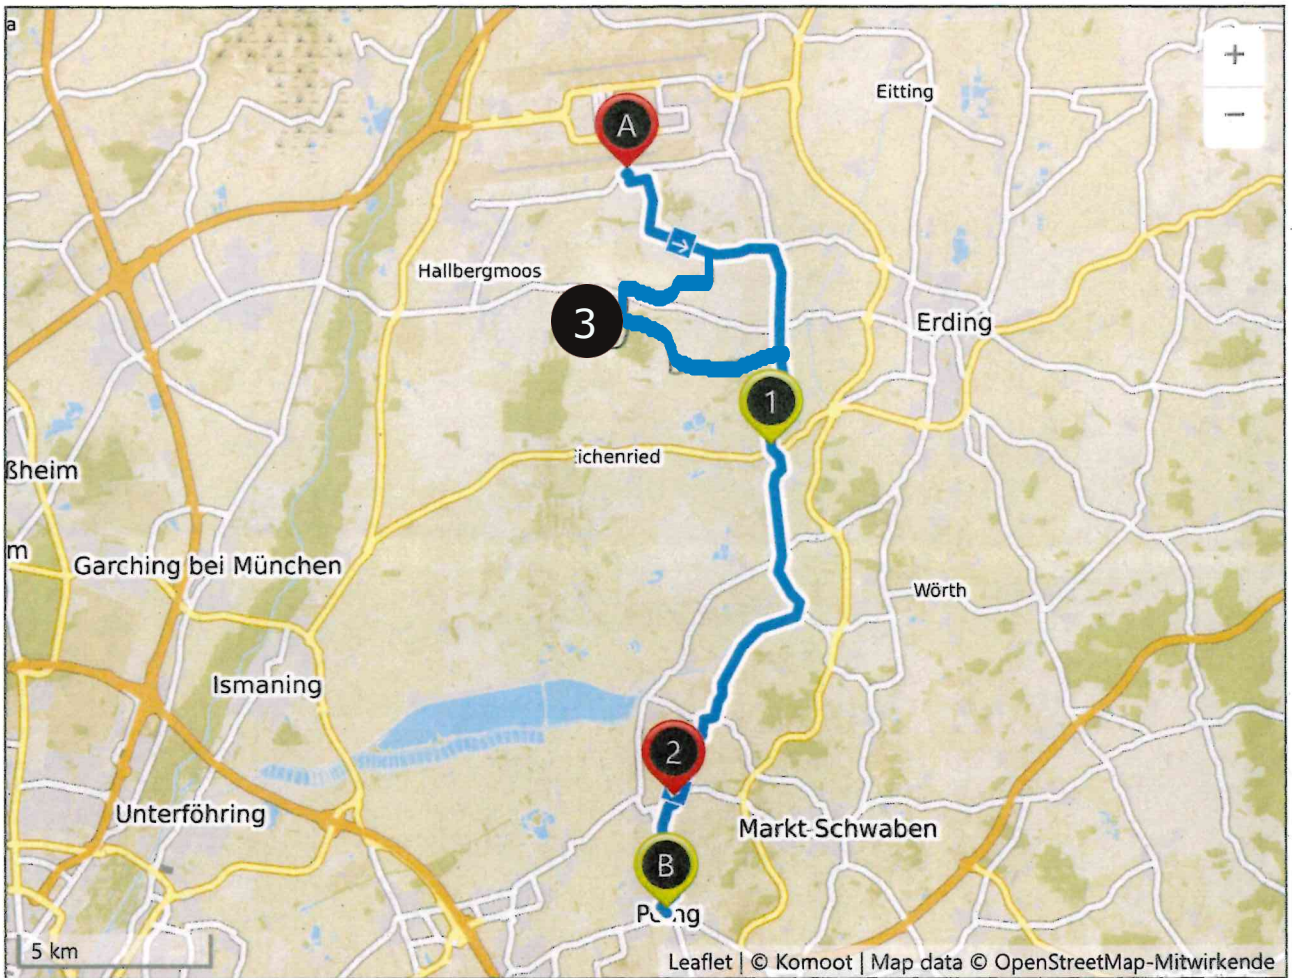 a
+
Eitting
−
A
→
Hallbergmoos
3
Erding
1
ichenried
ßheim
m
Garching bei München
Wörth
Ismaning
2
Unterföhring
Markt Schwaben
B
5 km
Leaflet | © Komoot | Map data © OpenStreetMap-Mitwirkende